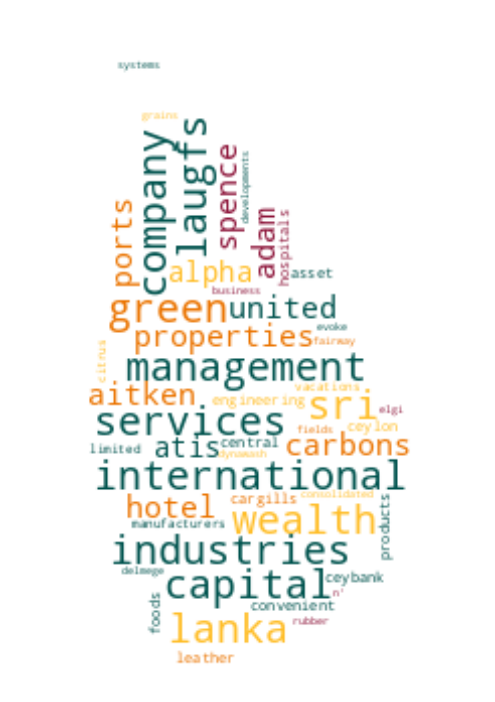 systems
grains
company
laugfs
spence
developments
ports
adam
hospitals
alpha
asset
business
green
united
evoke
properties
fairway
citrus
management
vacations
aitken
engineering
sri
elgi
services
ceylon
fields
limited
atis
central
carbons
dynawash
international
consolidated
hotel
cargills
wealth
products
manufacturers
industries
delmege
capital
ceybank
n'
foods
convenient
lanka
rubber
leather